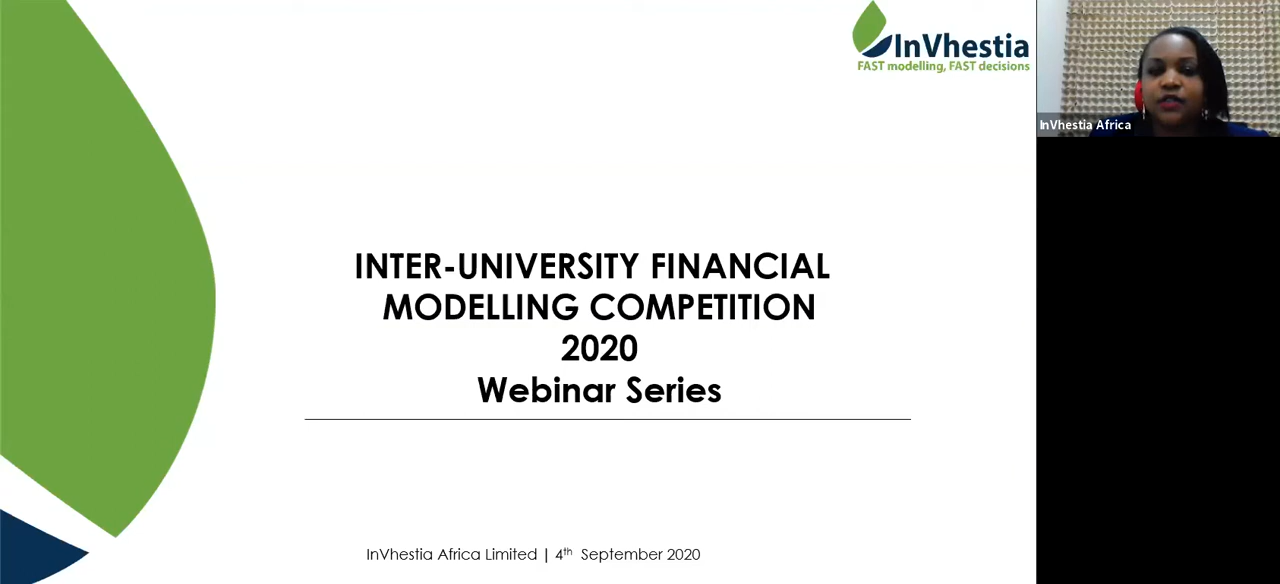 InVhestia
FAST modelling, FAST decisions
InVhestia Africa
INTER-UNIVERSITY FINANCIAL
MODELLING COMPETITION
2020
Webinar Series
InVhestia Africa Limited | 4th September 2020